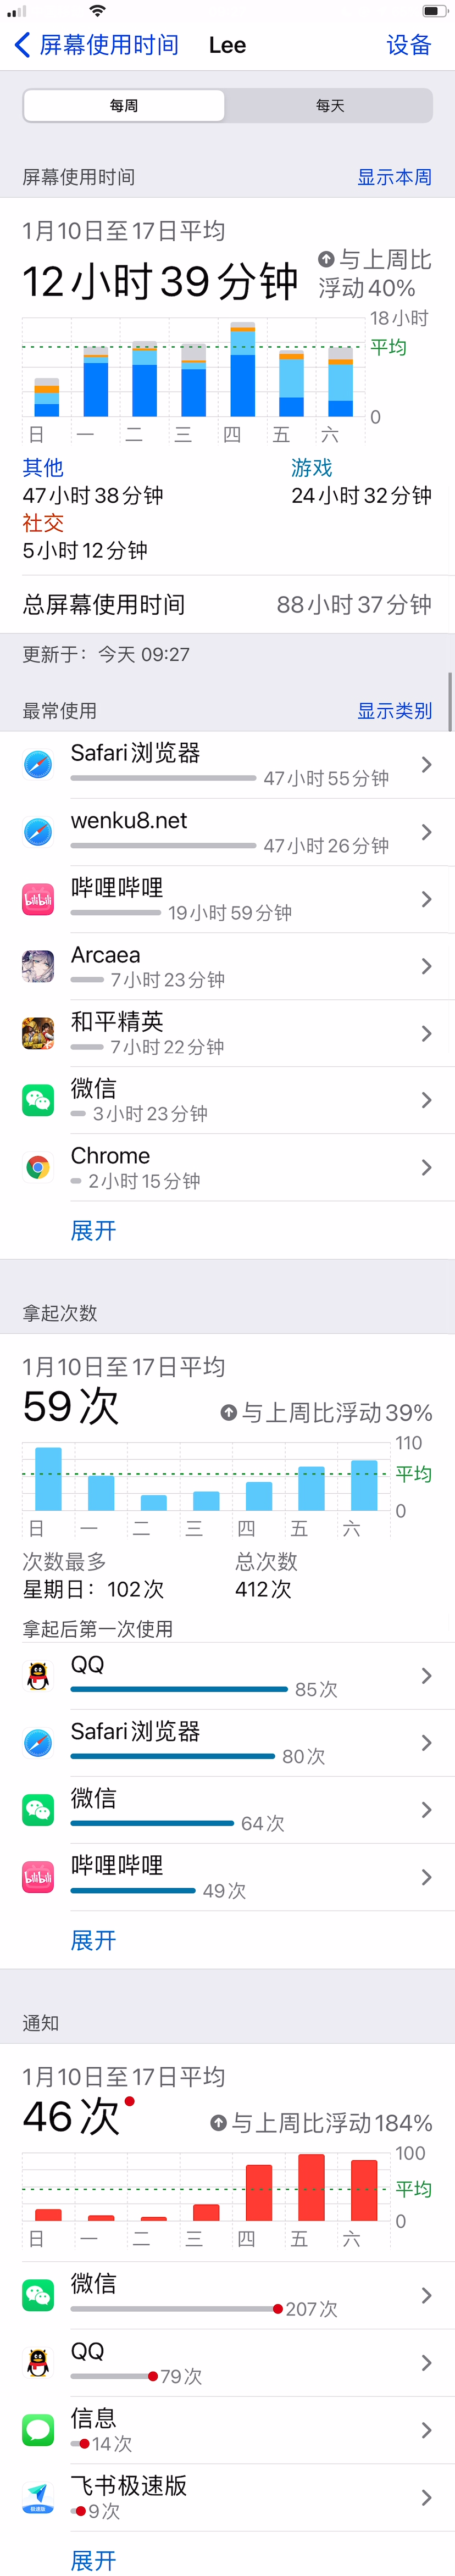 屏幕使用时间 Lee 设备
每周 每天
屏幕使用时间 显示本周
1月10日至17日平均
12小时39分钟 与上周比浮动40%
18小时
平均
0
日 一 二 三 四 五 六
其他 游戏
47小时38分钟 24小时32分钟
社交
5小时12分钟
总屏幕使用时间 88小时37分钟
更新于：今天 09:27
最常使用 显示类别
Safari浏览器
47小时55分钟
wenku8.net
47小时26分钟
bilibili
哔哩哔哩
19小时59分钟
Arcaea
7小时23分钟
和平精英
7小时22分钟
微信
3小时23分钟
Chrome
2小时15分钟
展开
拿起次数
1月10日至17日平均
59次 与上周比浮动39%
110
平均
0
日 一 二 三 四 五 六
次数最多 总次数
星期日：102次 412次
拿起后第一次使用
QQ
85次
Safari浏览器
80次
微信
64次
bilibili
哔哩哔哩
49次
展开
通知
1月10日至17日平均
46次 与上周比浮动184%
100
平均
0
日 一 二 三 四 五 六
微信
207次
QQ
79次
信息
14次
飞书极速版
极速版
9次
展开